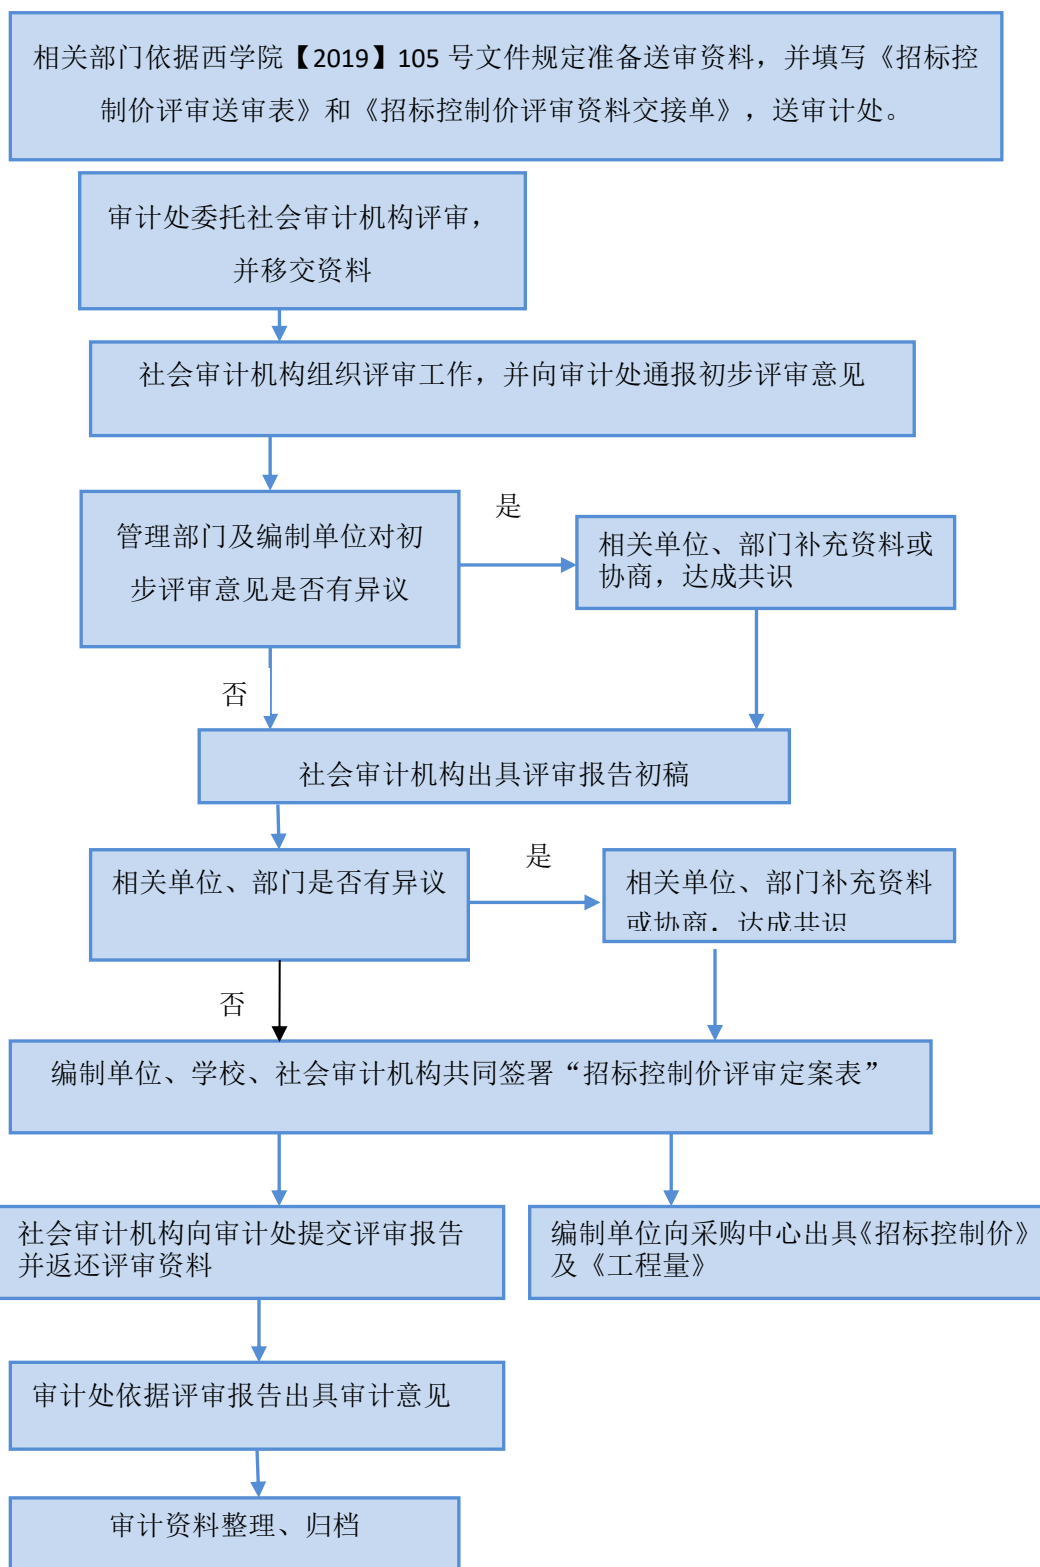 相关部门依据西学院【2019】105 号文件规定准备送审资料，并填写《招标控
制价评审送审表》和《招标控制价评审资料交接单》，送审计处。
审计处委托社会审计机构评审，
并移交资料
社会审计机构组织评审工作，并向审计处通报初步评审意见
管理部门及编制单位对初
步评审意见是否有异议
是
相关单位、部门补充资料或
协商，达成共识
否
社会审计机构出具评审报告初稿
相关单位、部门是否有异议
是
相关单位、部门补充资料
或协商，达成共识
否
编制单位、学校、社会审计机构共同签署“招标控制价评审定案表”
社会审计机构向审计处提交评审报告
并返还评审资料
编制单位向采购中心出具《招标控制价》
及《工程量》
审计处依据评审报告出具审计意见
审计资料整理、归档